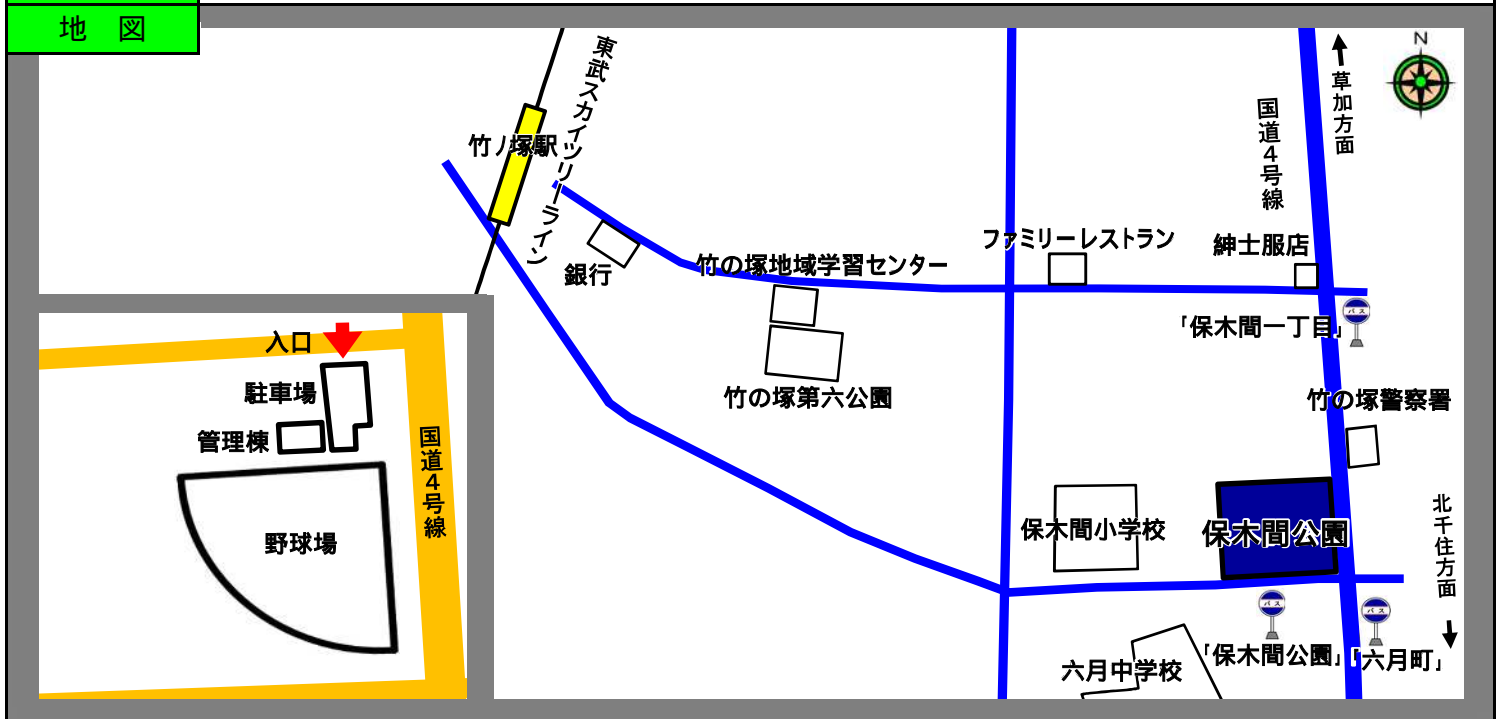 地 図
N
東武スカイツリーライン
竹ノ塚駅
国道4号線
草加方面
銀行
竹の塚地域学習センター
ファミリーレストラン
紳士服店
「保木間一丁目」
バス
竹の塚第六公園
竹の塚警察署
保木間小学校
保木間公園
北千住方面
バス
バス
「保木間公園」
「六月町」
六月中学校
入口
駐車場
管理棟
国道4号線
野球場